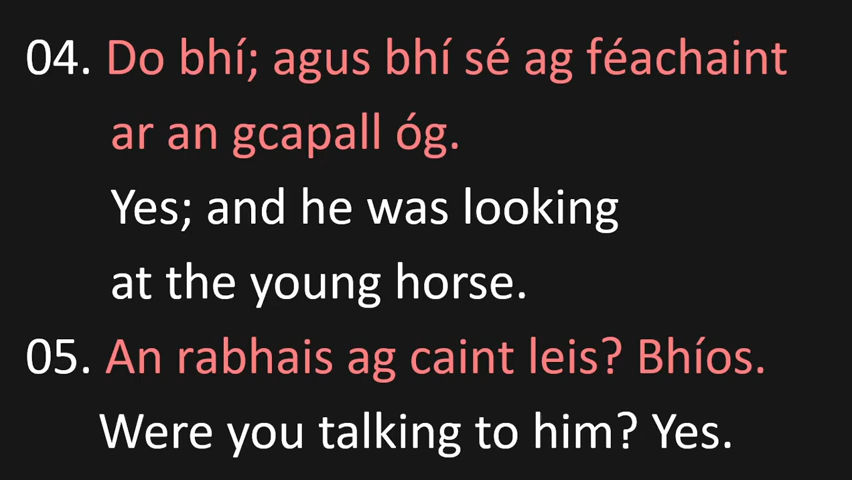 04. Do bhí; agus bhí sé ag féachaint
ar an gcapall óg.
Yes; and he was looking
at the young horse.
05. An rabhais ag caint leis? Bhíos.
Were you talking to him? Yes.